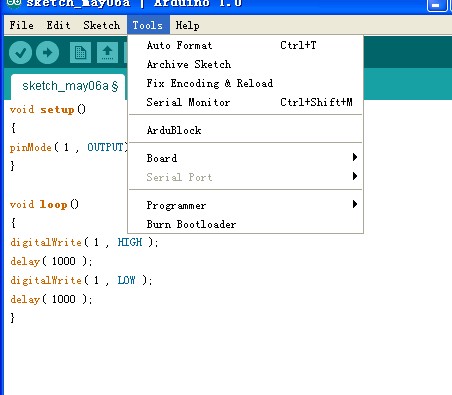 sketch_may06a | Arduino 1.0
File Edit Sketch Tools Help
Auto Format Ctrl+T
Archive Sketch
Fix Encoding & Reload
Serial Monitor Ctrl+Shift+M
ArduBlock
Board
Serial Port
Programmer
Burn Bootloader
sketch_may06a §
void setup()
{
pinMode( 1 , OUTPUT)
}
void loop()
{
digitalWrite( 1 , HIGH );
delay( 1000 );
digitalWrite( 1 , LOW );
delay( 1000 );
}